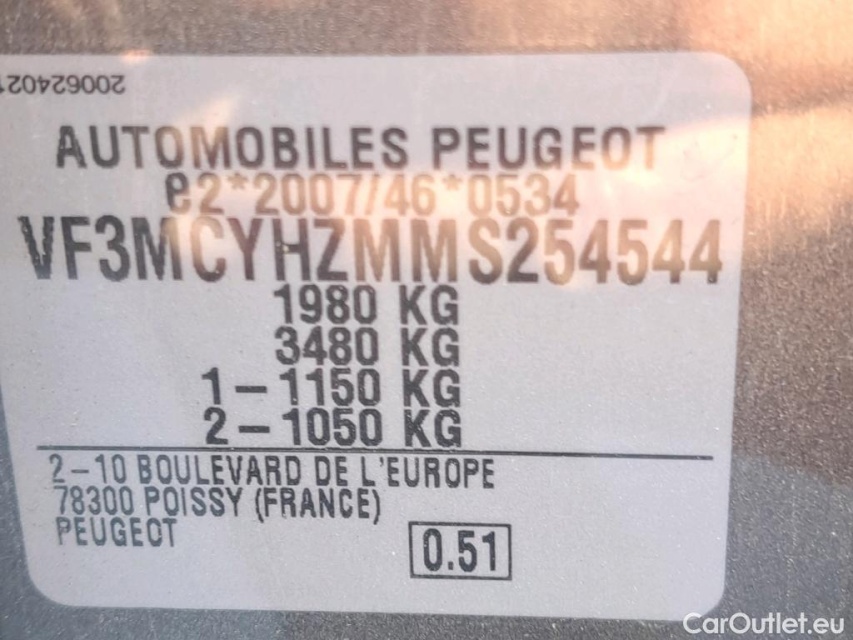 200624021
AUTOMOBILES PEUGEOT
e2*2007/46*0534
VF3MCYHZMMS254544
1980 KG
3480 KG
1-1150 KG
2-1050 KG
2-10 BOULEVARD DE L'EUROPE
78300 POISSY (FRANCE)
PEUGEOT
0.51
CarOutlet.eu